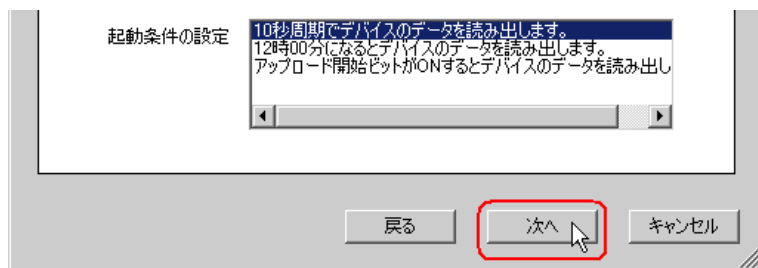 起動条件の設定
10秒周期でデバイスのデータを読み出します。
12時00分になるとデバイスのデータを読み出します。
アップロード開始ビットがONするとデバイスのデータを読み出し
戻る
次へ
キャンセル